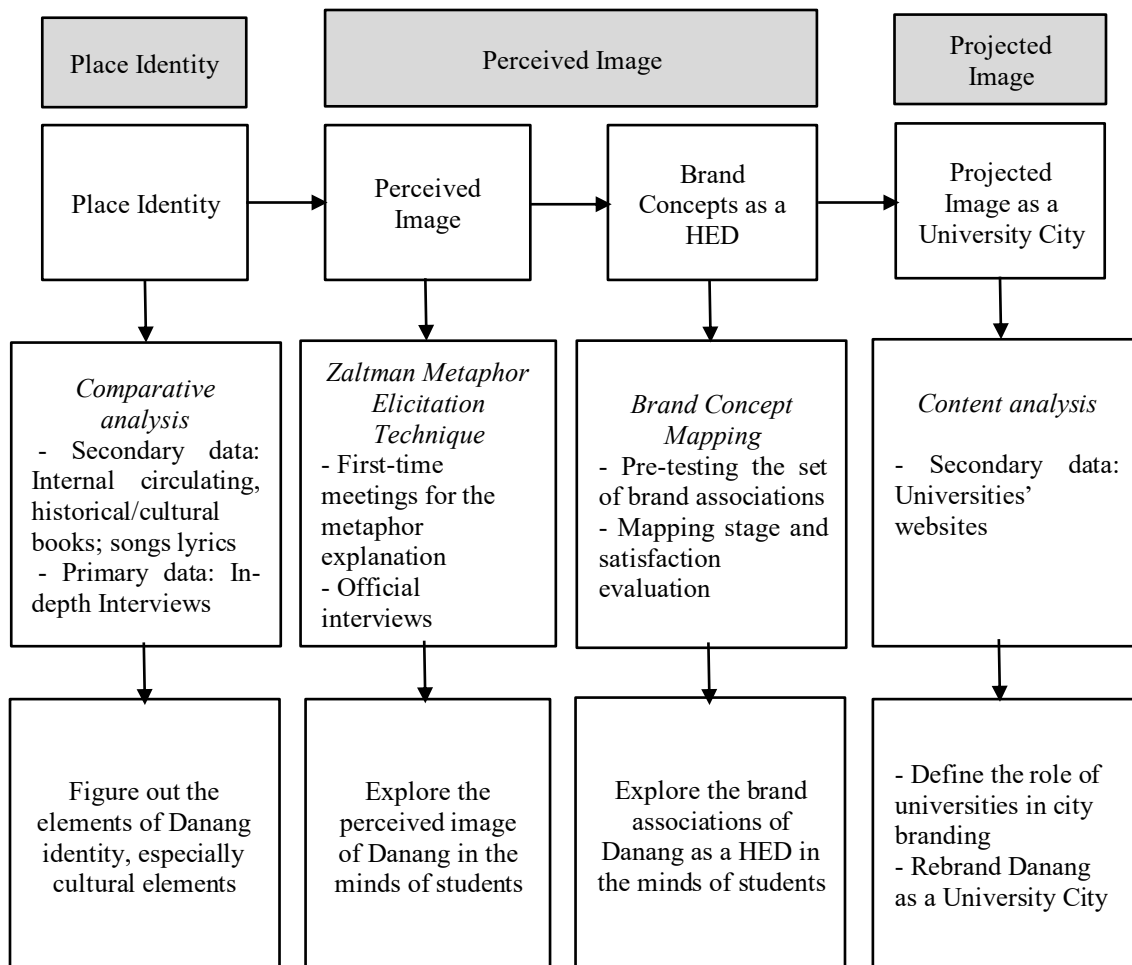 Place Identity
Perceived Image
Projected
Image
Place Identity
Perceived
Image
Brand
Concepts as a
HED
Projected
Image as a
University City
Comparative
analysis
- Secondary data:
Internal circulating,
historical/cultural
books; songs lyrics
- Primary data: In-
depth Interviews
Zaltman Metaphor
Elicitation
Technique
- First-time
meetings for the
metaphor
explanation
- Official
interviews
Brand Concept
Mapping
- Pre-testing the set
of brand associations
- Mapping stage and
satisfaction
evaluation
Content analysis
- Secondary data:
Universities’
websites
Figure out the
elements of Danang
identity, especially
cultural elements
Explore the
perceived image
of Danang in the
minds of students
Explore the brand
associations of
Danang as a HED in
the minds of students
- Define the role of
universities in city
branding
- Rebrand Danang
as a University City